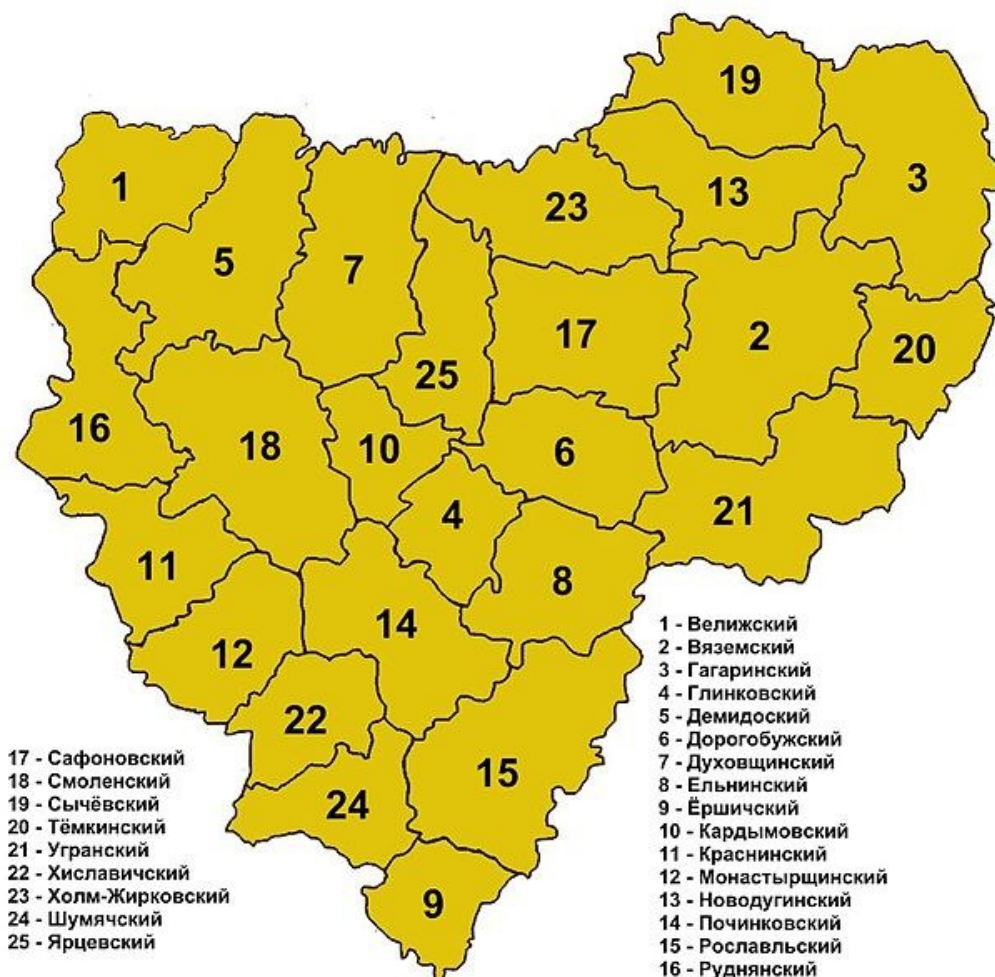 19
1
13
3
23
5
7
17
2
20
25
16
18
10
6
4
21
11
8
14
12
22
15
24
9
1 - Велижский
2 - Вяземский
3 - Гагаринский
4 - Глинковский
5 - Демидоский
6 - Дорогобужский
7 - Духовщинский
8 - Ельнинский
9 - Ёршичский
10 - Кардымовский
11 - Краснинский
12 - Монастырщинский
13 - Новодугинский
14 - Починковский
15 - Рославльский
16 - Руднянский
17 - Сафоновский
18 - Смоленский
19 - Сычёвский
20 - Тёмкинский
21 - Угранский
22 - Хиславичский
23 - Холм-Жирковский
24 - Шумячский
25 - Ярцевский